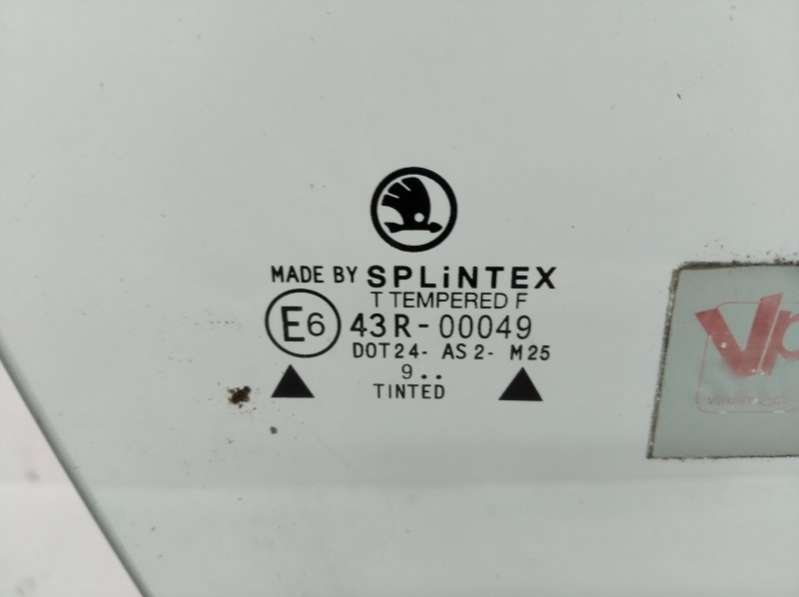 MADE BY SPLiNTEX
T TEMPERED F
E6 43R-00049
DOT24- AS2- M25
9..
TINTED